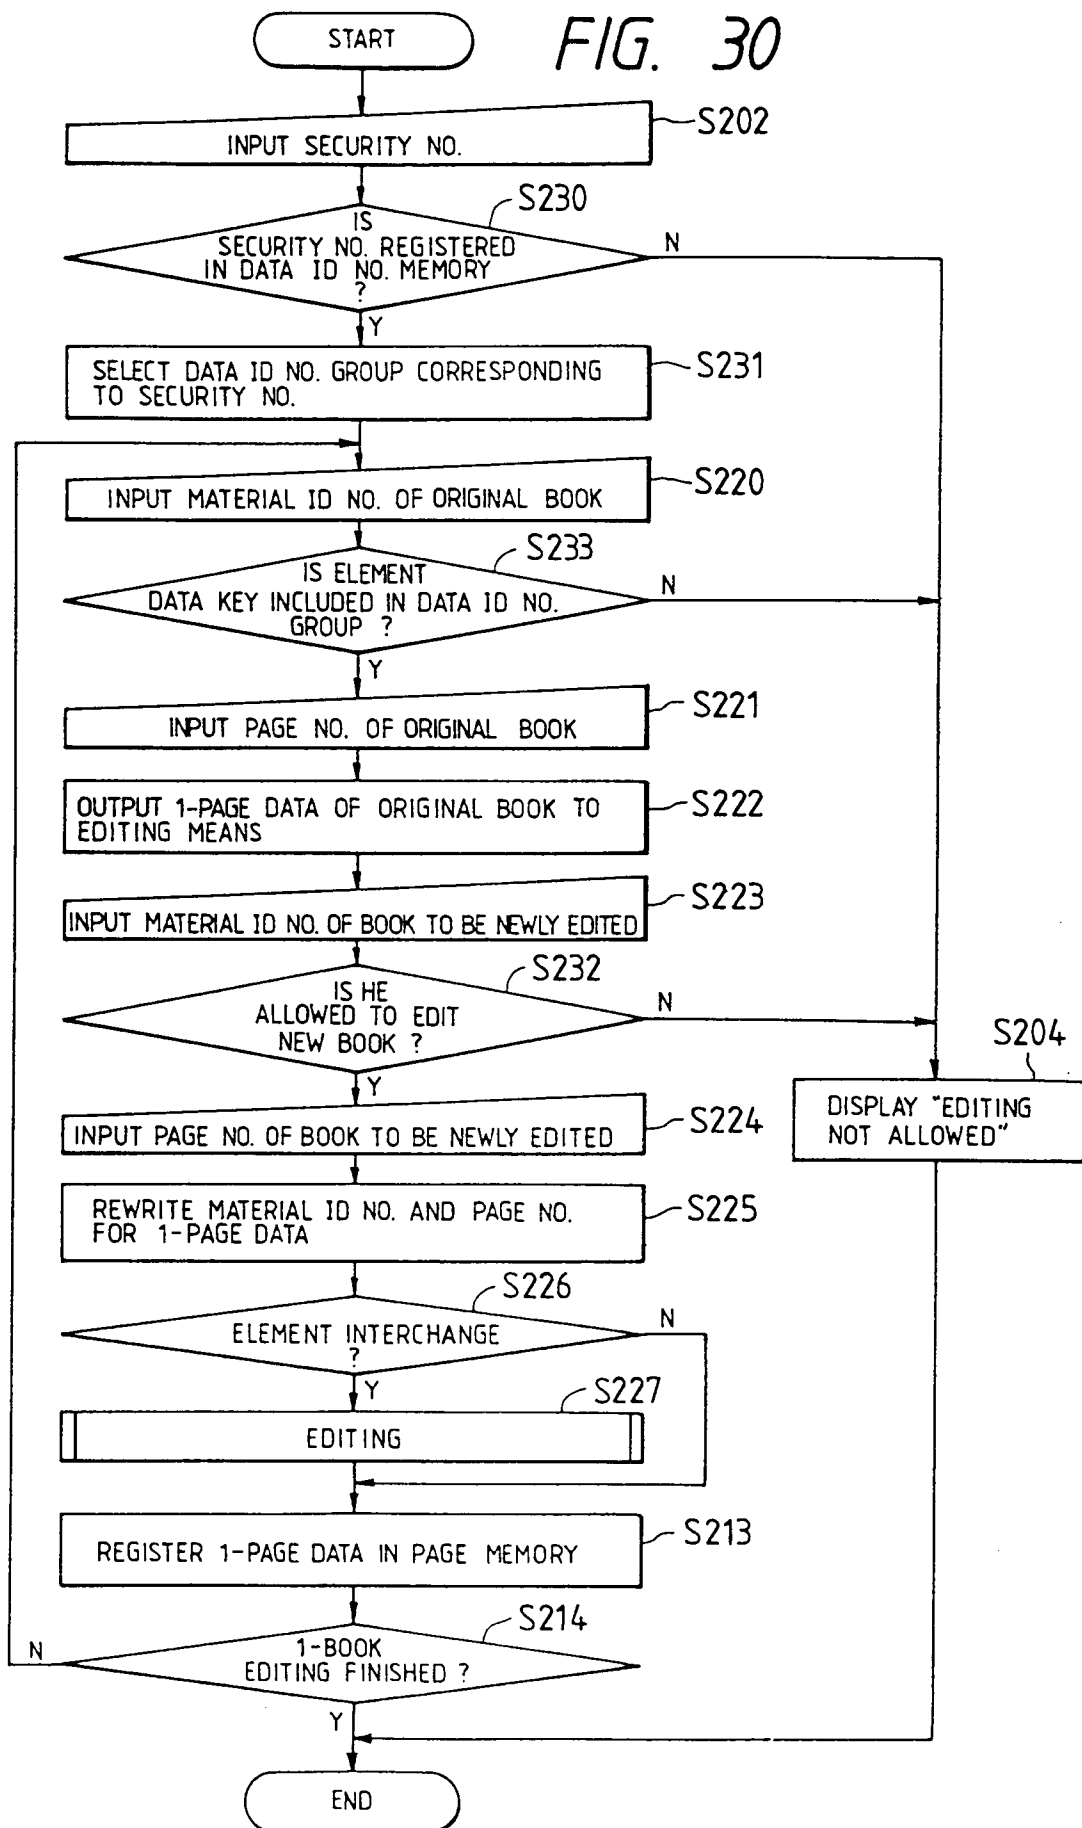 START
FIG. 30
S202
INPUT SECURITY NO.
S230
IS
SECURITY NO. REGISTERED
IN DATA ID NO. MEMORY
?
N
Y
S231
SELECT DATA ID NO. GROUP CORRESPONDING
TO SECURITY NO.
S220
INPUT MATERIAL ID NO. OF ORIGINAL BOOK
S233
IS ELEMENT
DATA KEY INCLUDED IN DATA ID NO.
GROUP ?
N
Y
S221
INPUT PAGE NO. OF ORIGINAL BOOK
S222
OUTPUT 1-PAGE DATA OF ORIGINAL BOOK TO
EDITING MEANS
S223
INPUT MATERIAL ID NO. OF BOOK TO BE NEWLY EDITED
S232
IS HE
ALLOWED TO EDIT
NEW BOOK ?
N
Y
S204
DISPLAY "EDITING
NOT ALLOWED"
S224
INPUT PAGE NO. OF BOOK TO BE NEWLY EDITED
S225
REWRITE MATERIAL ID NO. AND PAGE NO.
FOR 1-PAGE DATA
S226
ELEMENT INTERCHANGE
?
N
Y
S227
EDITING
S213
REGISTER 1-PAGE DATA IN PAGE MEMORY
S214
1-BOOK
EDITING FINISHED ?
N
Y
END